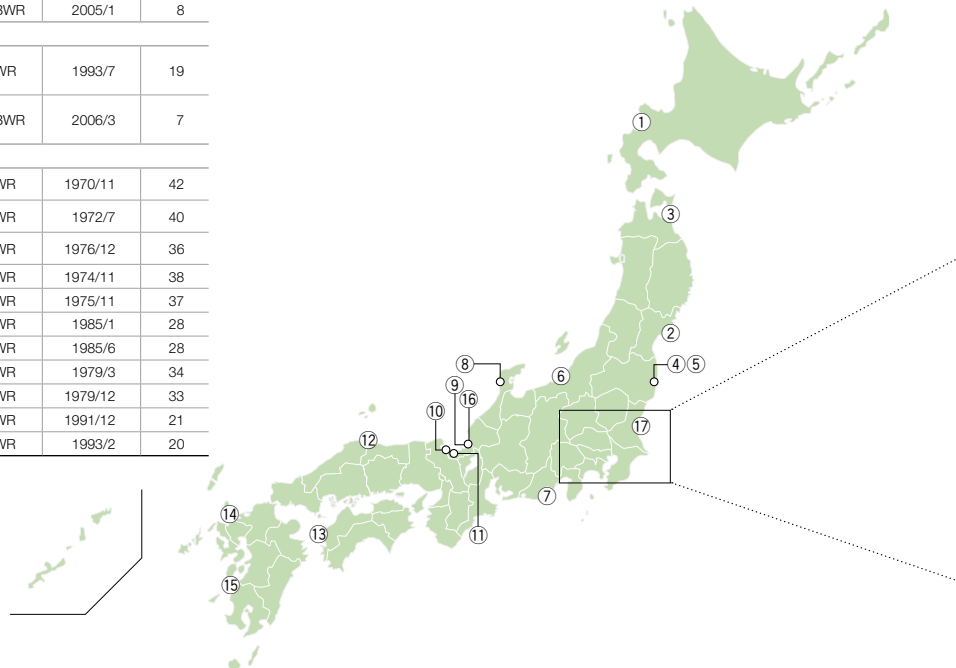 BWR 2005/1 8
WR 1993/7 19
BWR 2006/3 7
WR 1970/11 42
WR 1972/7 40
WR 1976/12 36
WR 1974/11 38
WR 1975/11 37
WR 1985/1 28
WR 1985/6 28
WR 1979/3 34
WR 1979/12 33
WR 1991/12 21
WR 1993/2 20
①
③
②
④⑤
⑧
⑥
⑨
⑯
⑩
⑰
⑫
⑦
⑭
⑬
⑪
⑮